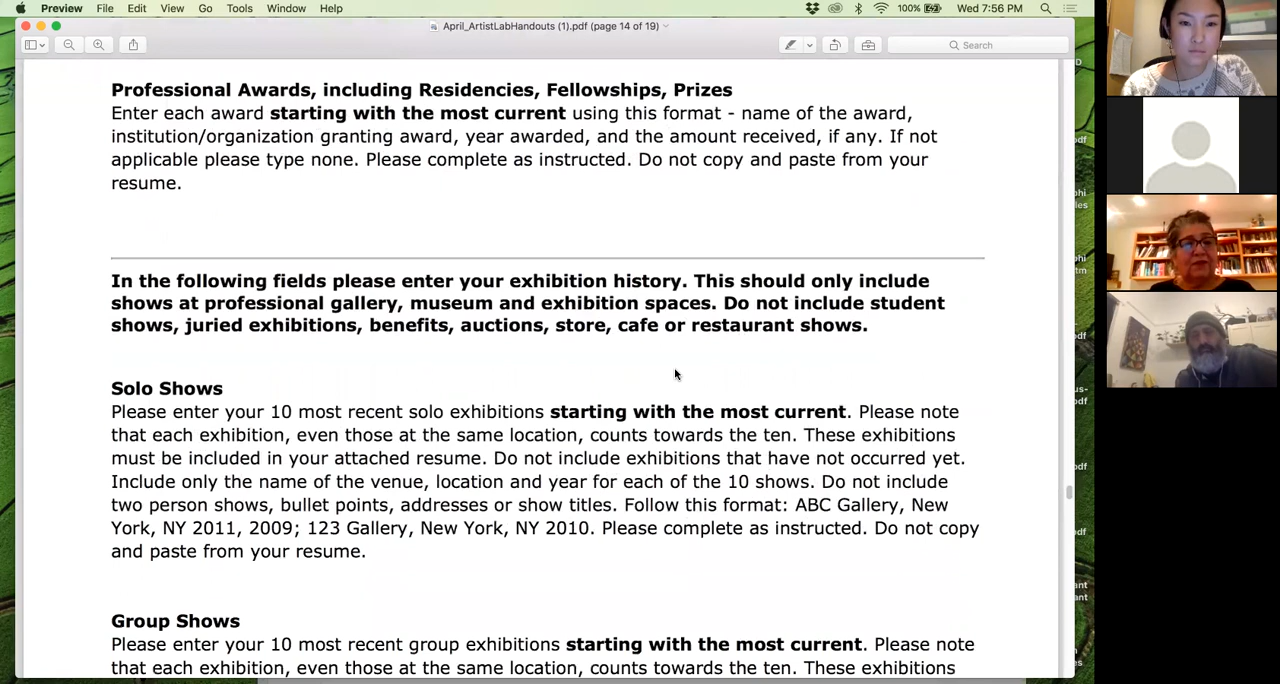 Preview File Edit View Go Tools Window Help 100% Wed 7:56 PM
April_ArtistLabHandouts (1).pdf (page 14 of 19)
Search
Professional Awards, including Residencies, Fellowships, Prizes
Enter each award starting with the most current using this format - name of the award,
institution/organization granting award, year awarded, and the amount received, if any. If not
applicable please type none. Please complete as instructed. Do not copy and paste from your
resume.
In the following fields please enter your exhibition history. This should only include
shows at professional gallery, museum and exhibition spaces. Do not include student
shows, juried exhibitions, benefits, auctions, store, cafe or restaurant shows.
Solo Shows
Please enter your 10 most recent solo exhibitions starting with the most current. Please note
that each exhibition, even those at the same location, counts towards the ten. These exhibitions
must be included in your attached resume. Do not include exhibitions that have not occurred yet.
Include only the name of the venue, location and year for each of the 10 shows. Do not include
two person shows, bullet points, addresses or show titles. Follow this format: ABC Gallery, New
York, NY 2011, 2009; 123 Gallery, New York, NY 2010. Please complete as instructed. Do not copy
and paste from your resume.
Group Shows
Please enter your 10 most recent group exhibitions starting with the most current. Please note
that each exhibition, even those at the same location, counts towards the ten. These exhibitions